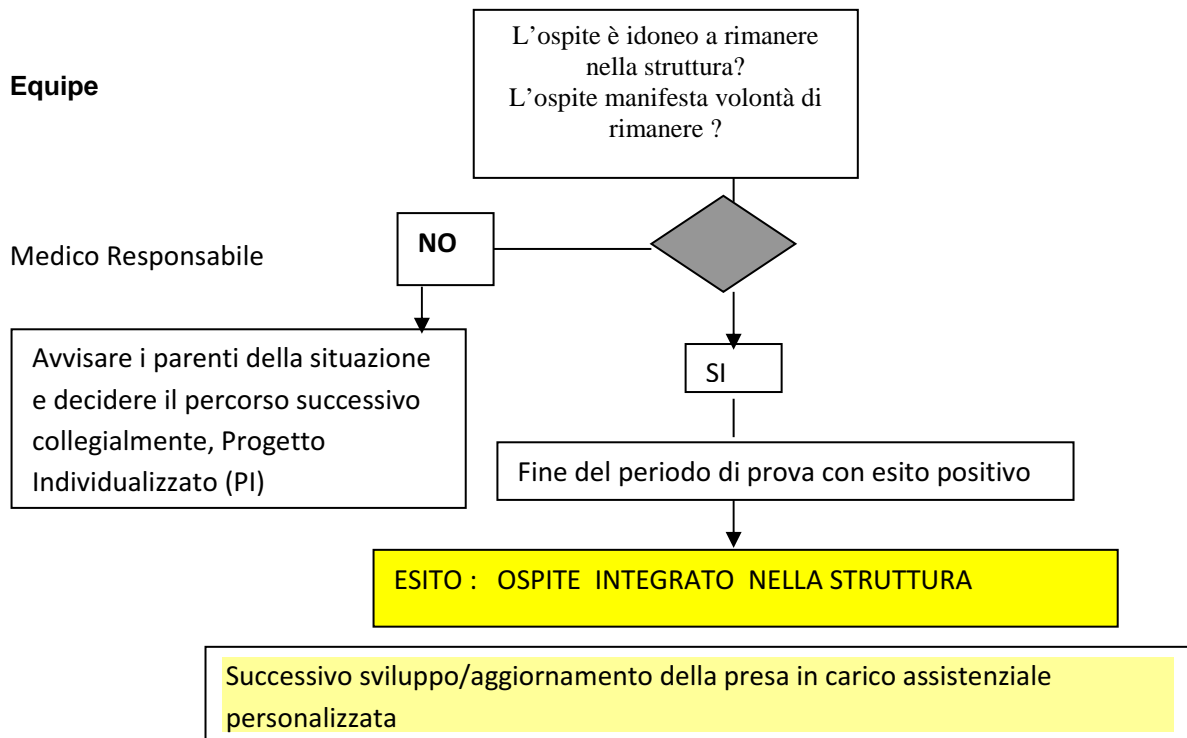 L'ospite è idoneo a rimanere
nella struttura?
L'ospite manifesta volontà di
rimanere ?
Equipe
NO
Medico Responsabile
Avvisare i parenti della situazione
e decidere il percorso successivo
collegialmente, Progetto
Individualizzato (PI)
SI
Fine del periodo di prova con esito positivo
ESITO : OSPITE INTEGRATO NELLA STRUTTURA
Successivo sviluppo/aggiornamento della presa in carico assistenziale
personalizzata